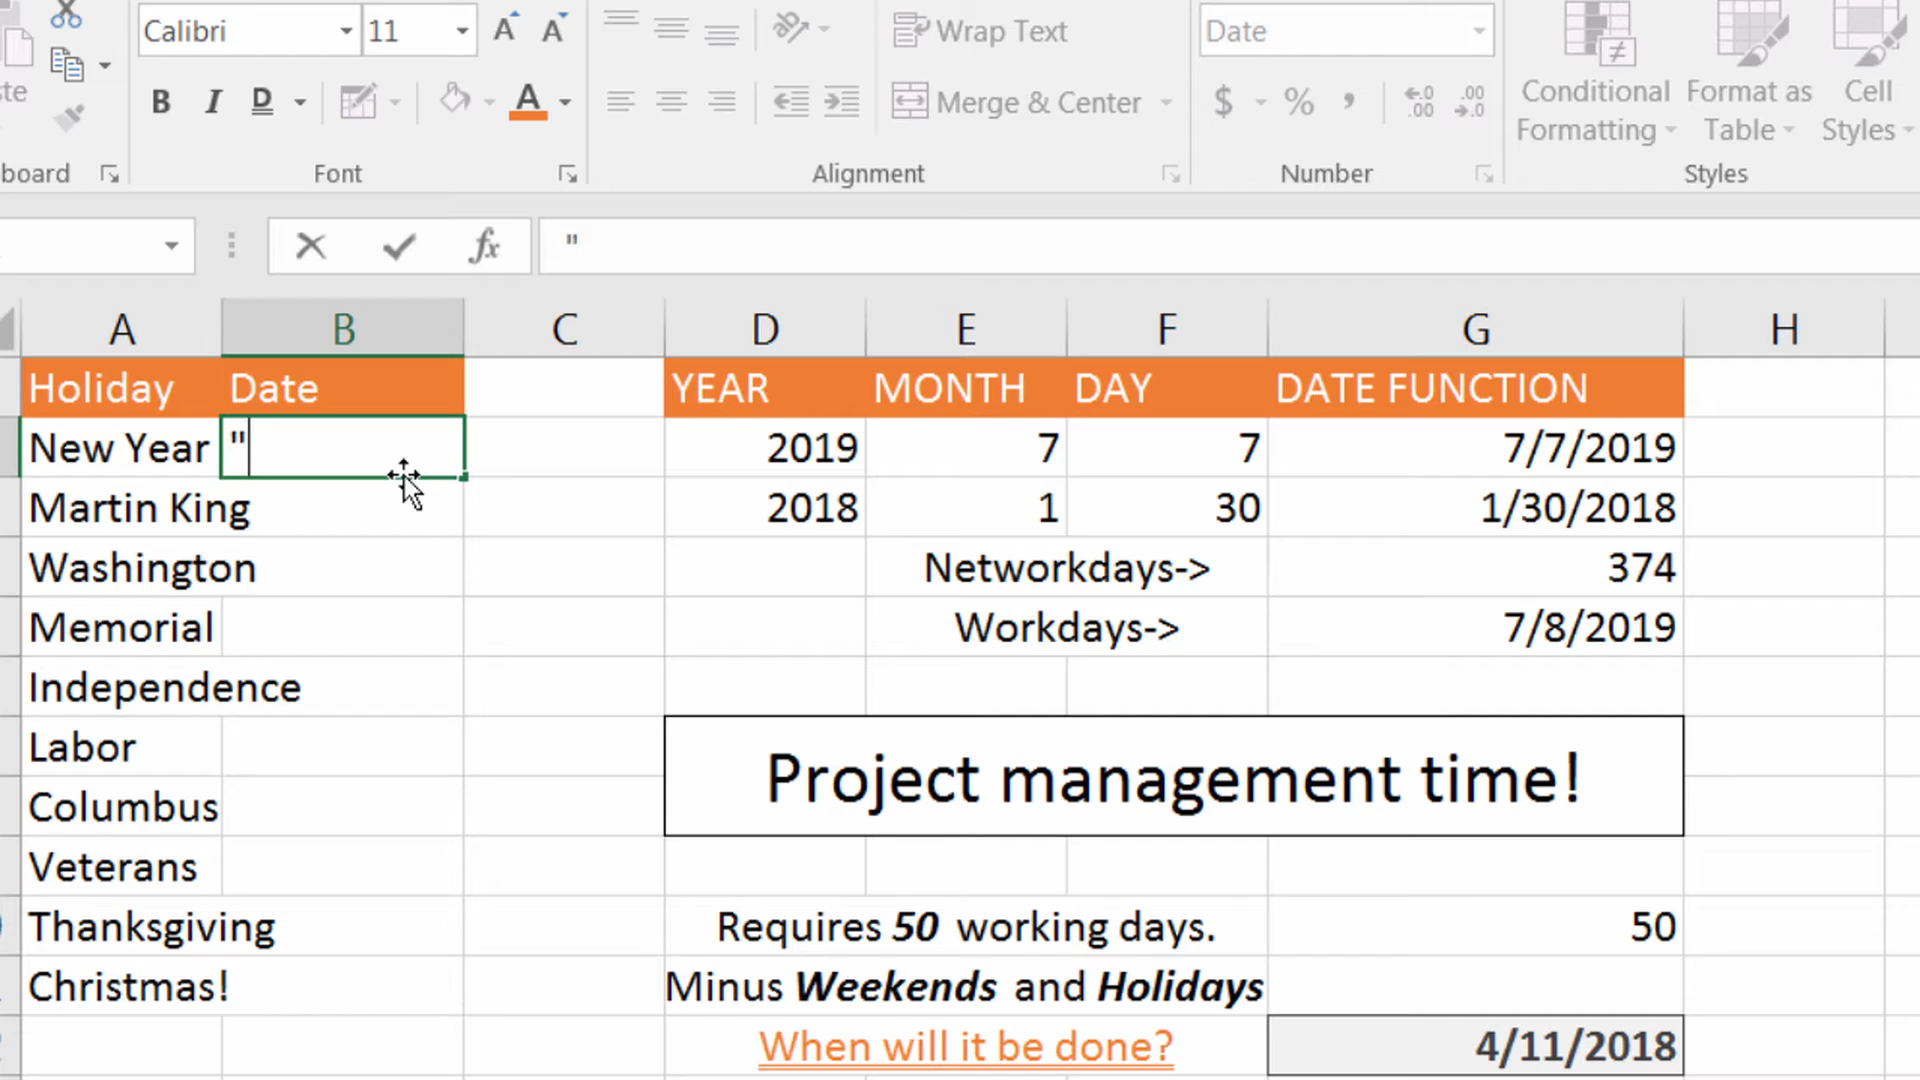 Calibri 11 Wrap Text Date
B I D A Merge & Center $ % , Conditional Formatting Format as Table Cell Styles
board Font Alignment Number Styles
fx "
A B C D E F G H
Holiday Date YEAR MONTH DAY DATE FUNCTION
New Year " 2019 7 7 7/7/2019
Martin King 2018 1 30 1/30/2018
Washington Networkdays-> 374
Memorial Workdays-> 7/8/2019
Independence
Labor Project management time!
Columbus
Veterans
Thanksgiving Requires 50 working days. 50
Christmas! Minus Weekends and Holidays
When will it be done? 4/11/2018